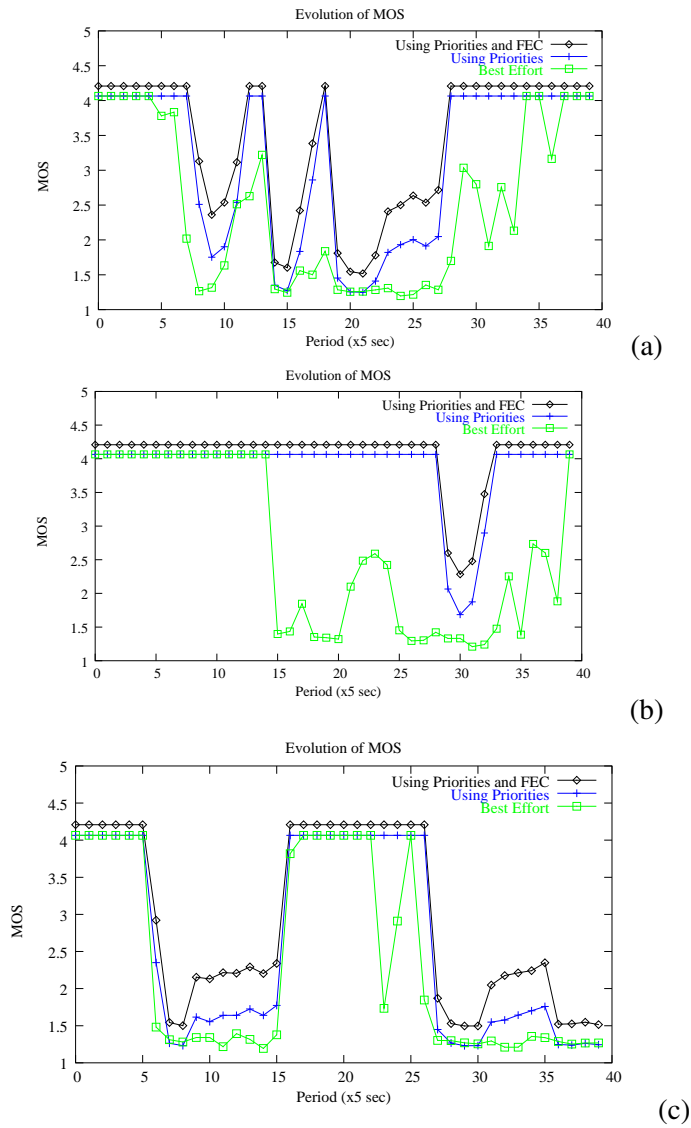 Evolution of MOS
5
4.5
4
3.5
3
2.5
2
1.5
1
MOS
Using Priorities and FEC
Using Priorities
Best Effort
0 5 10 15 20 25 30 35 40
Period (x5 sec)
(a)
Evolution of MOS
5
4.5
4
3.5
3
2.5
2
1.5
1
MOS
Using Priorities and FEC
Using Priorities
Best Effort
0 5 10 15 20 25 30 35 40
Period (x5 sec)
(b)
Evolution of MOS
5
4.5
4
3.5
3
2.5
2
1.5
1
MOS
Using Priorities and FEC
Using Priorities
Best Effort
0 5 10 15 20 25 30 35 40
Period (x5 sec)
(c)